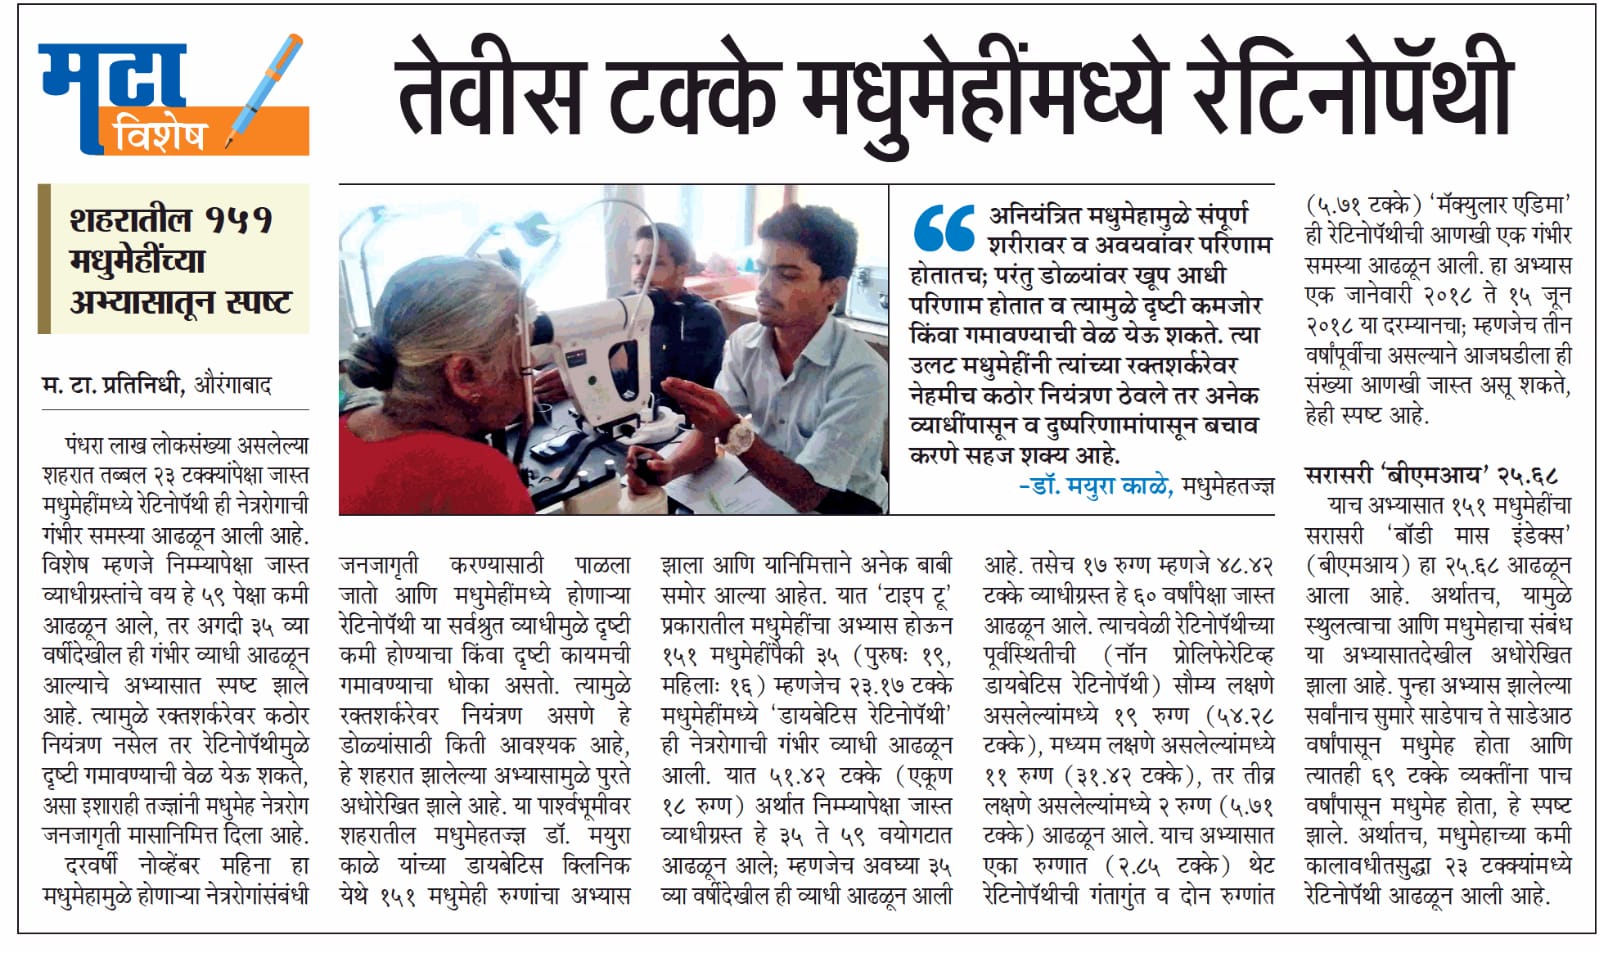 मटा
विशेष
तेवीस टक्के मधुमेहींमध्ये रेटिनोपॅथी
शहरातील १५१
मधुमेहींच्या
अभ्यासातून स्पष्ट
म. टा. प्रतिनिधी, औरंगाबाद
पंधरा लाख लोकसंख्या असलेल्या
शहरात तब्बल २३ टक्क्यांपेक्षा जास्त
मधुमेहींमध्ये रेटिनोपॅथी ही नेत्ररोगाची
गंभीर समस्या आढळून आली आहे.
विशेष म्हणजे निम्म्यापेक्षा जास्त
व्याधीग्रस्तांचे वय हे ५९ पेक्षा कमी
आढळून आले, तर अगदी ३५ व्या
वर्षीदेखील ही गंभीर व्याधी आढळून
आल्याचे अभ्यासात स्पष्ट झाले
आहे. त्यामुळे रक्तशर्करेवर कठोर
नियंत्रण नसेल तर रेटिनोपॅथीमुळे
दृष्टी गमावण्याची वेळ येऊ शकते,
असा इशाराही तज्ज्ञांनी मधुमेह नेत्ररोग
जनजागृती मासानिमित्त दिला आहे.
दरवर्षी नोव्हेंबर महिना हा
मधुमेहामुळे होणाऱ्या नेत्ररोगांसंबंधी
जनजागृती करण्यासाठी पाळला
जातो आणि मधुमेहींमध्ये होणाऱ्या
रेटिनोपॅथी या सर्वश्रुत व्याधीमुळे दृष्टी
कमी होण्याचा किंवा दृष्टी कायमची
गमावण्याचा धोका असतो. त्यामुळे
रक्तशर्करेवर नियंत्रण असणे हे
डोळ्यांसाठी किती आवश्यक आहे,
हे शहरात झालेल्या अभ्यासामुळे पुरते
अधोरेखित झाले आहे. या पार्श्वभूमीवर
शहरातील मधुमेहतज्ज्ञ डॉ. मयुरा
काळे यांच्या डायबेटिस क्लिनिक
येथे १५१ मधुमेही रुग्णांचा अभ्यास
झाला आणि यानिमित्ताने अनेक बाबी
समोर आल्या आहेत. यात ‘टाइप टू’
प्रकारातील मधुमेहींचा अभ्यास होऊन
१५१ मधुमेहींपैकी ३५ (पुरुषः १९,
महिलाः १६) म्हणजेच २३.१७ टक्के
मधुमेहींमध्ये ‘डायबेटिस रेटिनोपॅथी’
ही नेत्ररोगाची गंभीर व्याधी आढळून
आली. यात ५१.४२ टक्के (एकूण
१८ रुग्ण) अर्थात निम्म्यापेक्षा जास्त
व्याधीग्रस्त हे ३५ ते ५९ वयोगटात
आढळून आले; म्हणजेच अवघ्या ३५
व्या वर्षीदेखील ही व्याधी आढळून आली
“
अनियंत्रित मधुमेहामुळे संपूर्ण
शरीरावर व अवयवांवर परिणाम
होतातच; परंतु डोळ्यांवर खूप आधी
परिणाम होतात व त्यामुळे दृष्टी कमजोर
किंवा गमावण्याची वेळ येऊ शकते. त्या
उलट मधुमेहींनी त्यांच्या रक्तशर्करेवर
नेहमीच कठोर नियंत्रण ठेवले तर अनेक
व्याधींपासून व दुष्परिणामांपासून बचाव
करणे सहज शक्य आहे.
-डॉ. मयुरा काळे, मधुमेहतज्ज्ञ
आहे. तसेच १७ रुग्ण म्हणजे ४८.४२
टक्के व्याधीग्रस्त हे ६० वर्षांपेक्षा जास्त
आढळून आले. त्याचवेळी रेटिनोपॅथीच्या
पूर्वस्थितीची (नॉन प्रोलिफेरेटिव्ह
डायबेटिस रेटिनोपॅथी) सौम्य लक्षणे
असलेल्यांमध्ये १९ रुग्ण (५४.२८
टक्के), मध्यम लक्षणे असलेल्यांमध्ये
११ रुग्ण (३१.४२ टक्के), तर तीव्र
लक्षणे असलेल्यांमध्ये २ रुग्ण (५.७१
टक्के) आढळून आले. याच अभ्यासात
एका रुग्णात (२.८५ टक्के) थेट
रेटिनोपॅथीची गंतागुंत व दोन रुग्णांत
(५.७१ टक्के) ‘मॅक्युलार एडिमा’
ही रेटिनोपॅथीची आणखी एक गंभीर
समस्या आढळून आली. हा अभ्यास
एक जानेवारी २०१८ ते १५ जून
२०१८ या दरम्यानचा; म्हणजेच तीन
वर्षांपूर्वीचा असल्याने आजघडीला ही
संख्या आणखी जास्त असू शकते,
हेही स्पष्ट आहे.
सरासरी ‘बीएमआय’ २५.६८
याच अभ्यासात १५१ मधुमेहींचा
सरासरी ‘बॉडी मास इंडेक्स’
(बीएमआय) हा २५.६८ आढळून
आला आहे. अर्थातच, यामुळे
स्थुलत्वाचा आणि मधुमेहाचा संबंध
या अभ्यासातदेखील अधोरेखित
झाला आहे. पुन्हा अभ्यास झालेल्या
सर्वांनाच सुमारे साडेपाच ते साडेआठ
वर्षांपासून मधुमेह होता आणि
त्यातही ६९ टक्के व्यक्तींना पाच
वर्षांपासून मधुमेह होता, हे स्पष्ट
झाले. अर्थातच, मधुमेहाच्या कमी
कालावधीतसुद्धा २३ टक्क्यांमध्ये
रेटिनोपॅथी आढळून आली आहे.